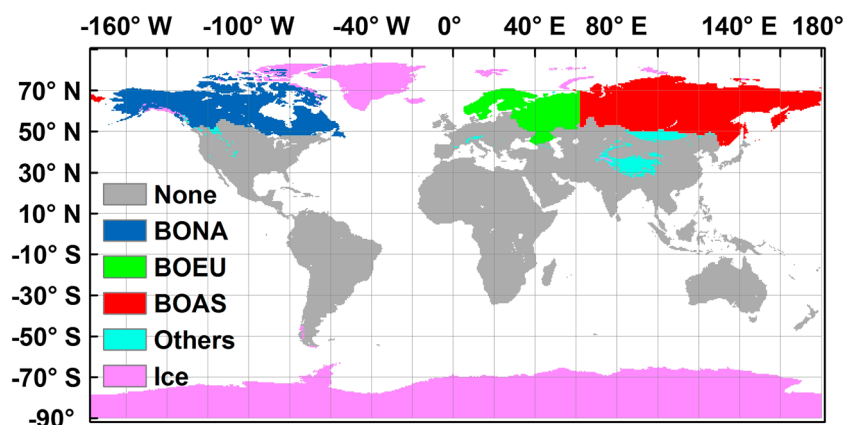 -160° W -100° W -40° W 0° 40° E 80° E 140° E 180°
70° N
50° N
30° N
10° N
-10° S
-30° S
-50° S
-70° S
-90°
None
BONA
BOEU
BOAS
Others
Ice